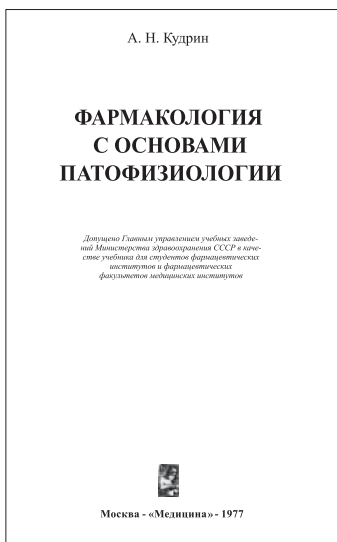 А. Н. Кудрин
ФАРМАКОЛОГИЯ
С ОСНОВАМИ
ПАТОФИЗИОЛОГИИ
Допущено Главным управлением учебных заведе-
ний Министерства здравоохранения СССР в каче-
стве учебника для студентов фармацевтических
институтов и фармацевтических
факультетов медицинских институтов
Москва - «Медицина» - 1977